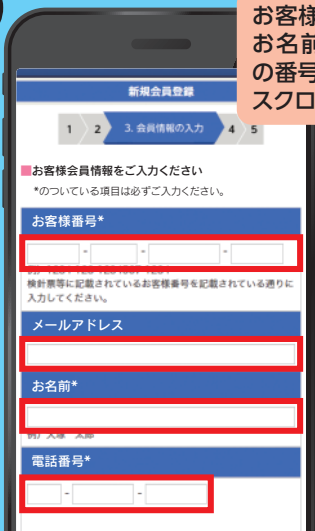 お客様
お名前
の番号
スクロ
新規会員登録
1 2 3. 会員情報の入力 4 5
■お客様会員情報をご入力ください
*のついている項目は必ずご入力ください。
お客様番号*
- - -
検針票等に記載されているお客様番号を記載されている通りに
入力してください。
メールアドレス
お名前*
例）大塚 太郎
電話番号*
- -